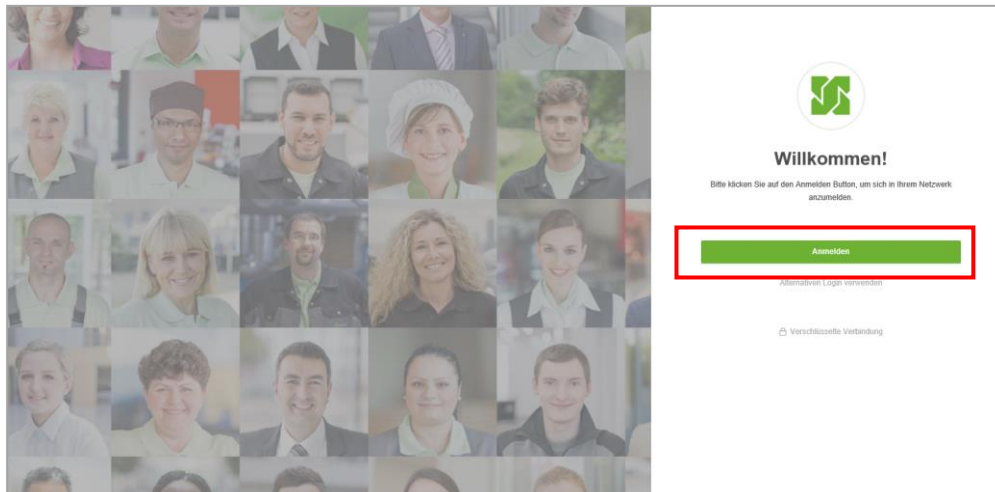 Willkommen!
Bitte klicken Sie auf den Anmelden Button, um sich in Ihrem Netzwerk
anzumelden.
Anmelden
Alternativen Login verwenden
Verschlüsselte Verbindung